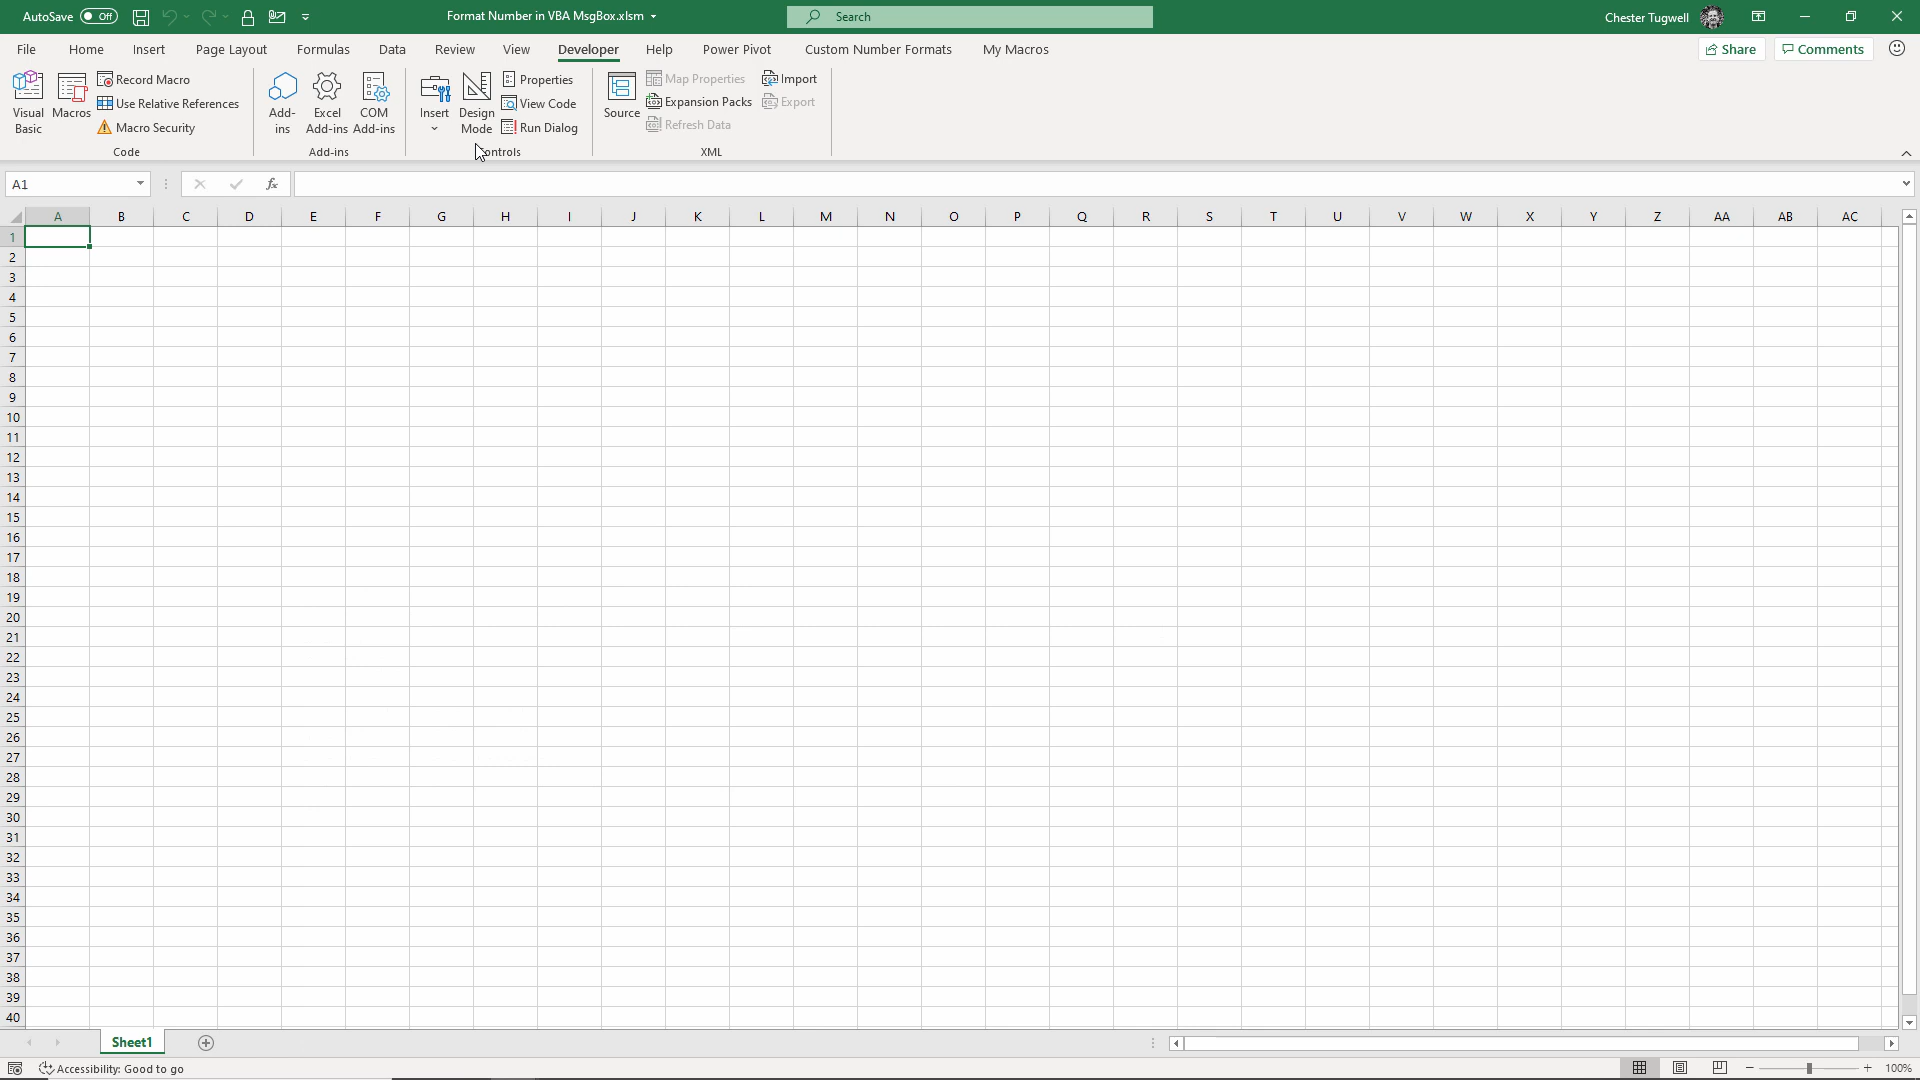 AutoSave Off Format Number in VBA MsgBox.xlsm Search Chester Tugwell
File Home Insert Page Layout Formulas Data Review View Developer Help Power Pivot Custom Number Formats My Macros Share Comments
Visual Basic
Macros
Record Macro
Use Relative References
Macro Security
Code
Add-ins
Excel Add-ins
COM Add-ins
Add-ins
Insert
Design Mode
Properties
View Code
Run Dialog
Source
Map Properties
Expansion Packs
Refresh Data
Import
Export
XML
A1 fx
A B C D E F G H I J K L M N O P Q R S T U V W X Y Z AA AB AC
1
2
3
4
5
6
7
8
9
10
11
12
13
14
15
16
17
18
19
20
21
22
23
24
25
26
27
28
29
30
31
32
33
34
35
36
37
38
39
40
Sheet1
Accessibility: Good to go 100%